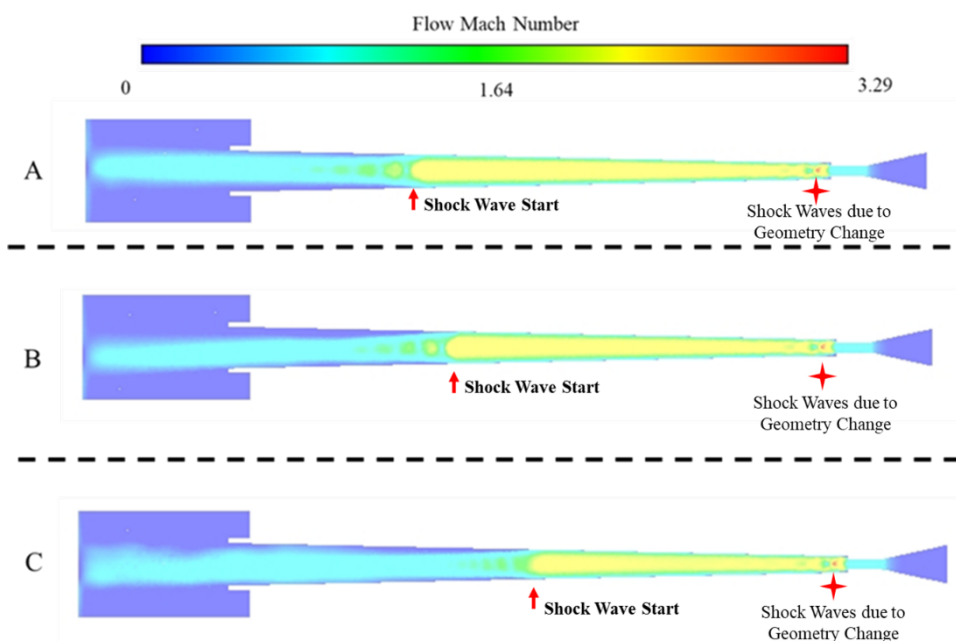 Flow Mach Number
0 1.64 3.29
A
Shock Wave Start
Shock Waves due to
Geometry Change
B
Shock Wave Start
Shock Waves due to
Geometry Change
C
Shock Wave Start
Shock Waves due to
Geometry Change